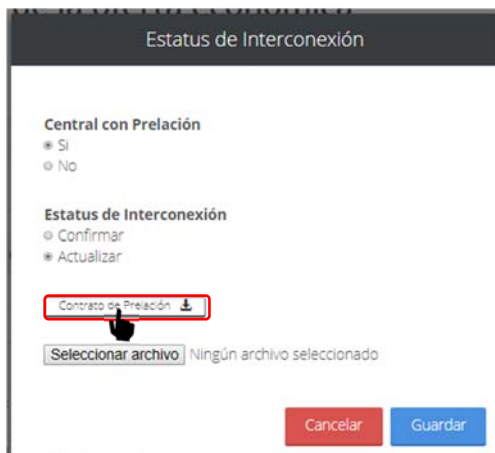 Estatus de Interconexión
Central con Prelación
Si
No
Estatus de Interconexión
Confirmar
Actualizar
Contrato de Prelación
Seleccionar archivo Ningún archivo seleccionado
Cancelar Guardar